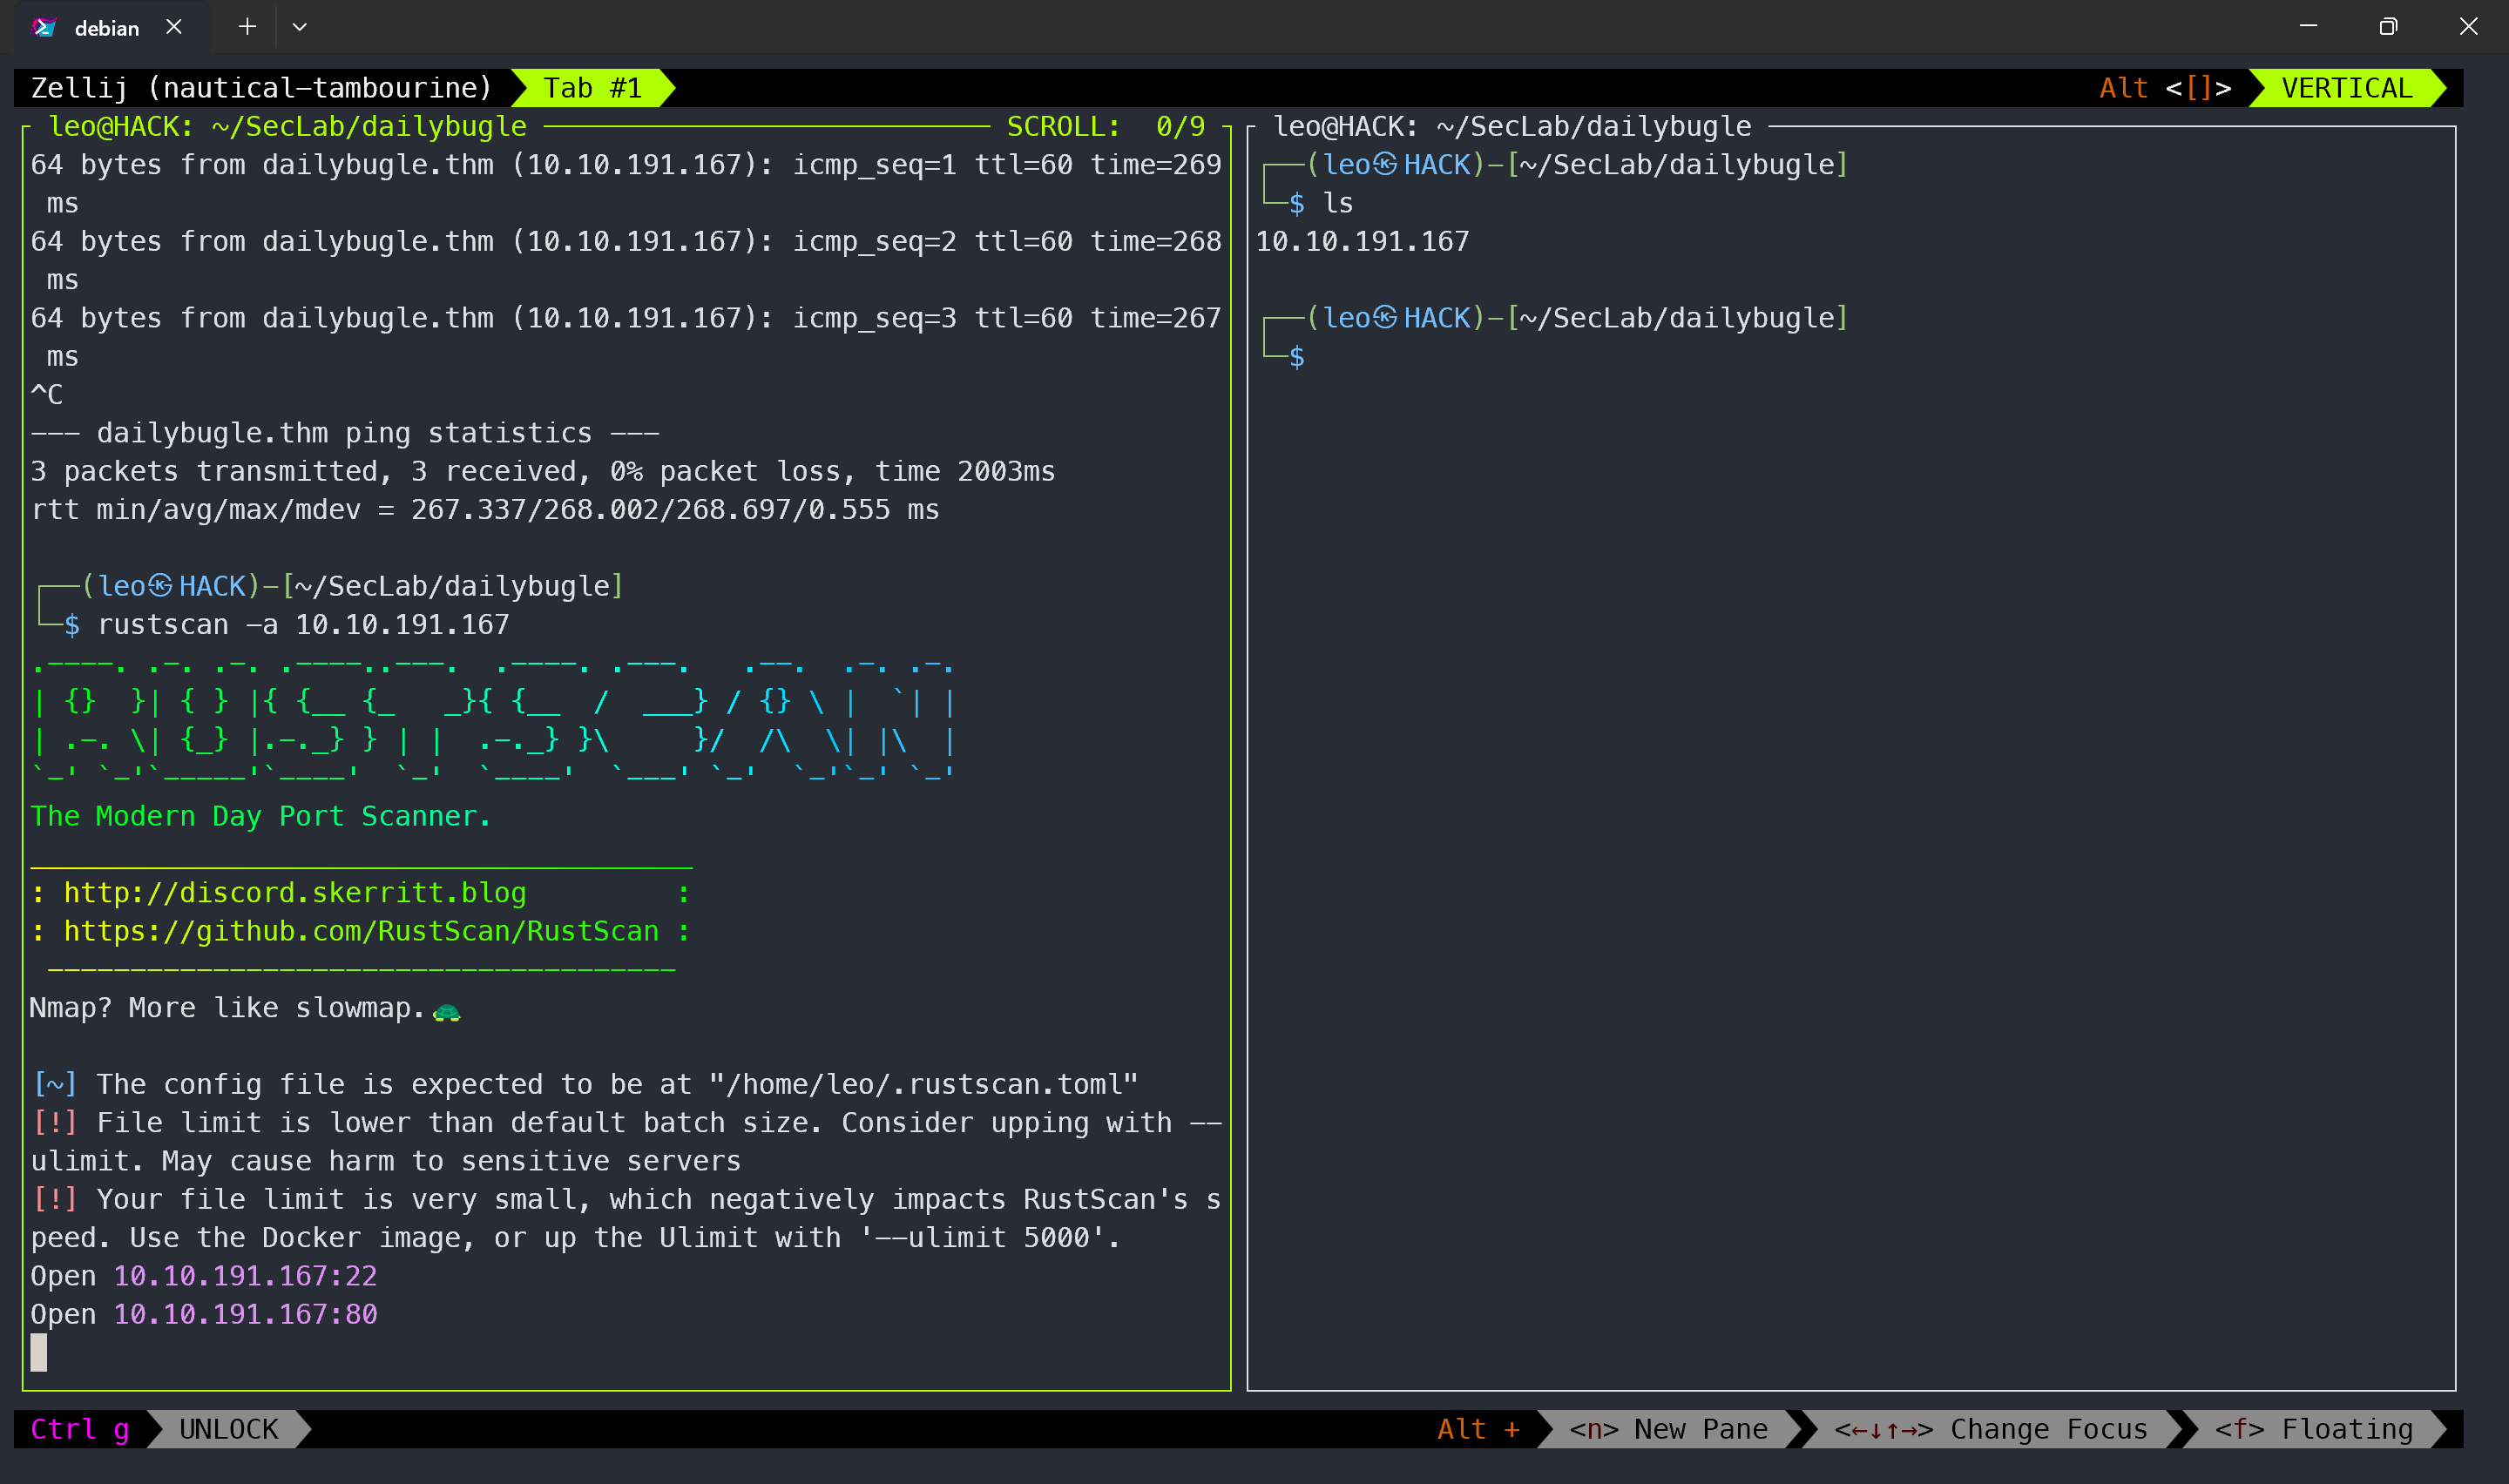 debian
Zellij (nautical-tambourine) Tab #1 Alt <[]> VERTICAL
leo@HACK: ~/SecLab/dailybugle SCROLL: 0/9
64 bytes from dailybugle.thm (10.10.191.167): icmp_seq=1 ttl=60 time=269
 ms
64 bytes from dailybugle.thm (10.10.191.167): icmp_seq=2 ttl=60 time=268
 ms
64 bytes from dailybugle.thm (10.10.191.167): icmp_seq=3 ttl=60 time=267
 ms
^C
--- dailybugle.thm ping statistics ---
3 packets transmitted, 3 received, 0% packet loss, time 2003ms
rtt min/avg/max/mdev = 267.337/268.002/268.697/0.555 ms
┌──(leo㉿HACK)-[~/SecLab/dailybugle]
└─$ rustscan -a 10.10.191.167
.----. .-. .-. .----..---.  .----. .---.   .--.  .-. .-.
| {}  }| { } |{ {__ {_   _}{ {__  /  ___} / {} \ |  `| |
| .-. \| {_} |.-._} } | |  .-._} }\     }/  /\  \| |\  |
`-' `-'`-----'`----'  `-'  `----'  `---' `-'  `-'`-' `-'
The Modern Day Port Scanner.
________________________________________
: http://discord.skerritt.blog         :
: https://github.com/RustScan/RustScan :
 --------------------------------------
Nmap? More like slowmap.🐢
[~] The config file is expected to be at "/home/leo/.rustscan.toml"
[!] File limit is lower than default batch size. Consider upping with --
ulimit. May cause harm to sensitive servers
[!] Your file limit is very small, which negatively impacts RustScan's s
peed. Use the Docker image, or up the Ulimit with '--ulimit 5000'.
Open 10.10.191.167:22
Open 10.10.191.167:80
leo@HACK: ~/SecLab/dailybugle
┌──(leo㉿HACK)-[~/SecLab/dailybugle]
└─$ ls
10.10.191.167
┌──(leo㉿HACK)-[~/SecLab/dailybugle]
└─$
Ctrl g UNLOCK Alt + <n> New Pane <←↓↑→> Change Focus <f> Floating